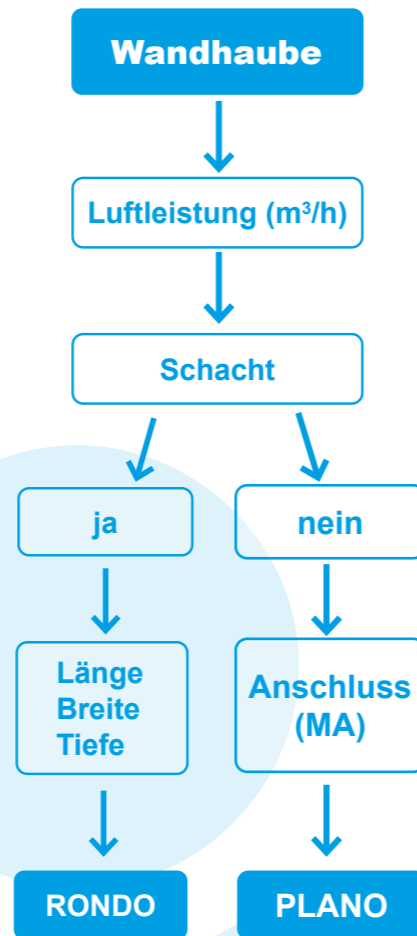 Wandhaube
Luftleistung (m³/h)
Schacht
ja
nein
Länge
Breite
Tiefe
Anschluss
(MA)
RONDO
PLANO